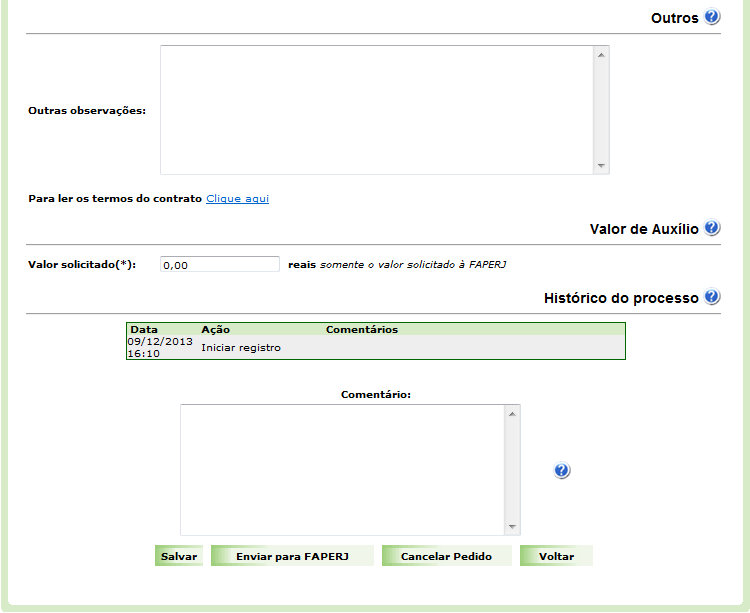 Outros
Outras observações:
Para ler os termos do contrato Clique aqui
Valor de Auxílio
Valor solicitado(*): 0,00 reais somente o valor solicitado à FAPERJ
Histórico do processo
Data Ação Comentários
09/12/2013
16:10 Iniciar registro
Comentário:
Salvar Enviar para FAPERJ Cancelar Pedido Voltar